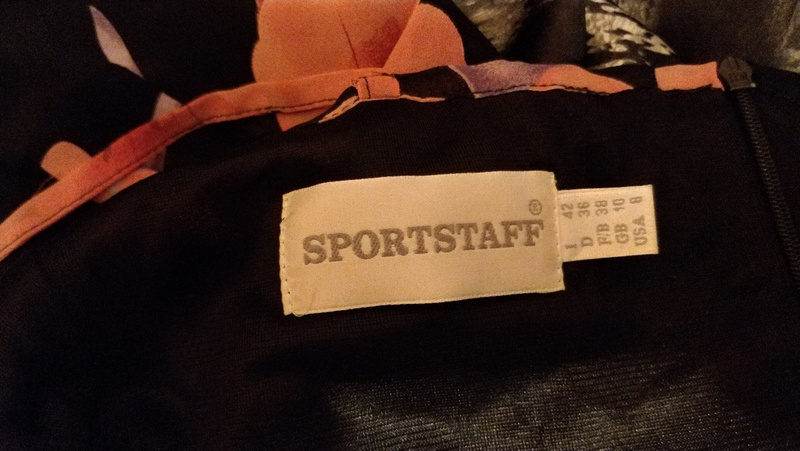 SPORTSTAFF®
I 42
D 36
F/B 38
GB 10
USA 8